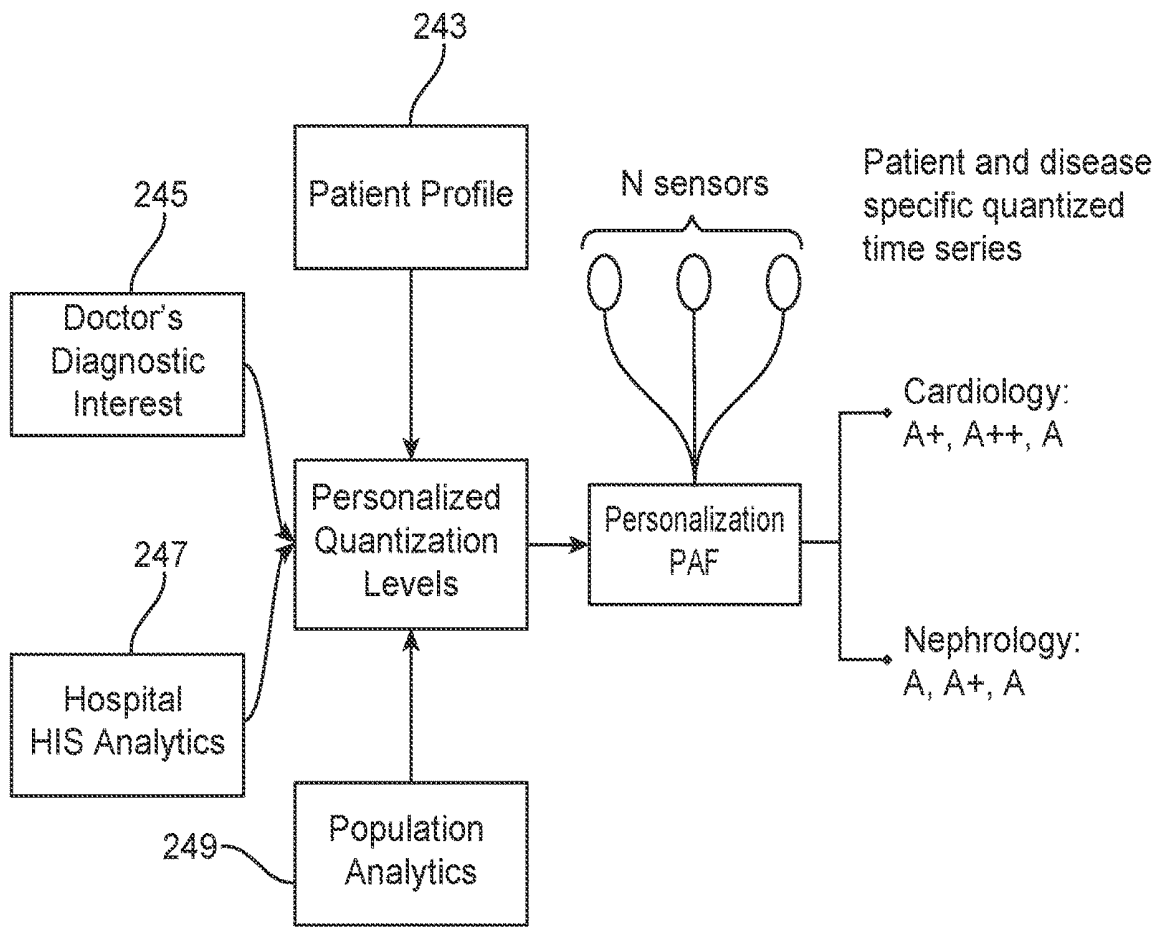 243
Patient Profile
N sensors
Patient and disease
specific quantized
time series
245
Doctor's
Diagnostic
Interest
247
Hospital
HIS Analytics
Personalized
Quantization
Levels
Personalization
PAF
Cardiology:
A+, A++, A
Nephrology:
A, A+, A
249
Population
Analytics